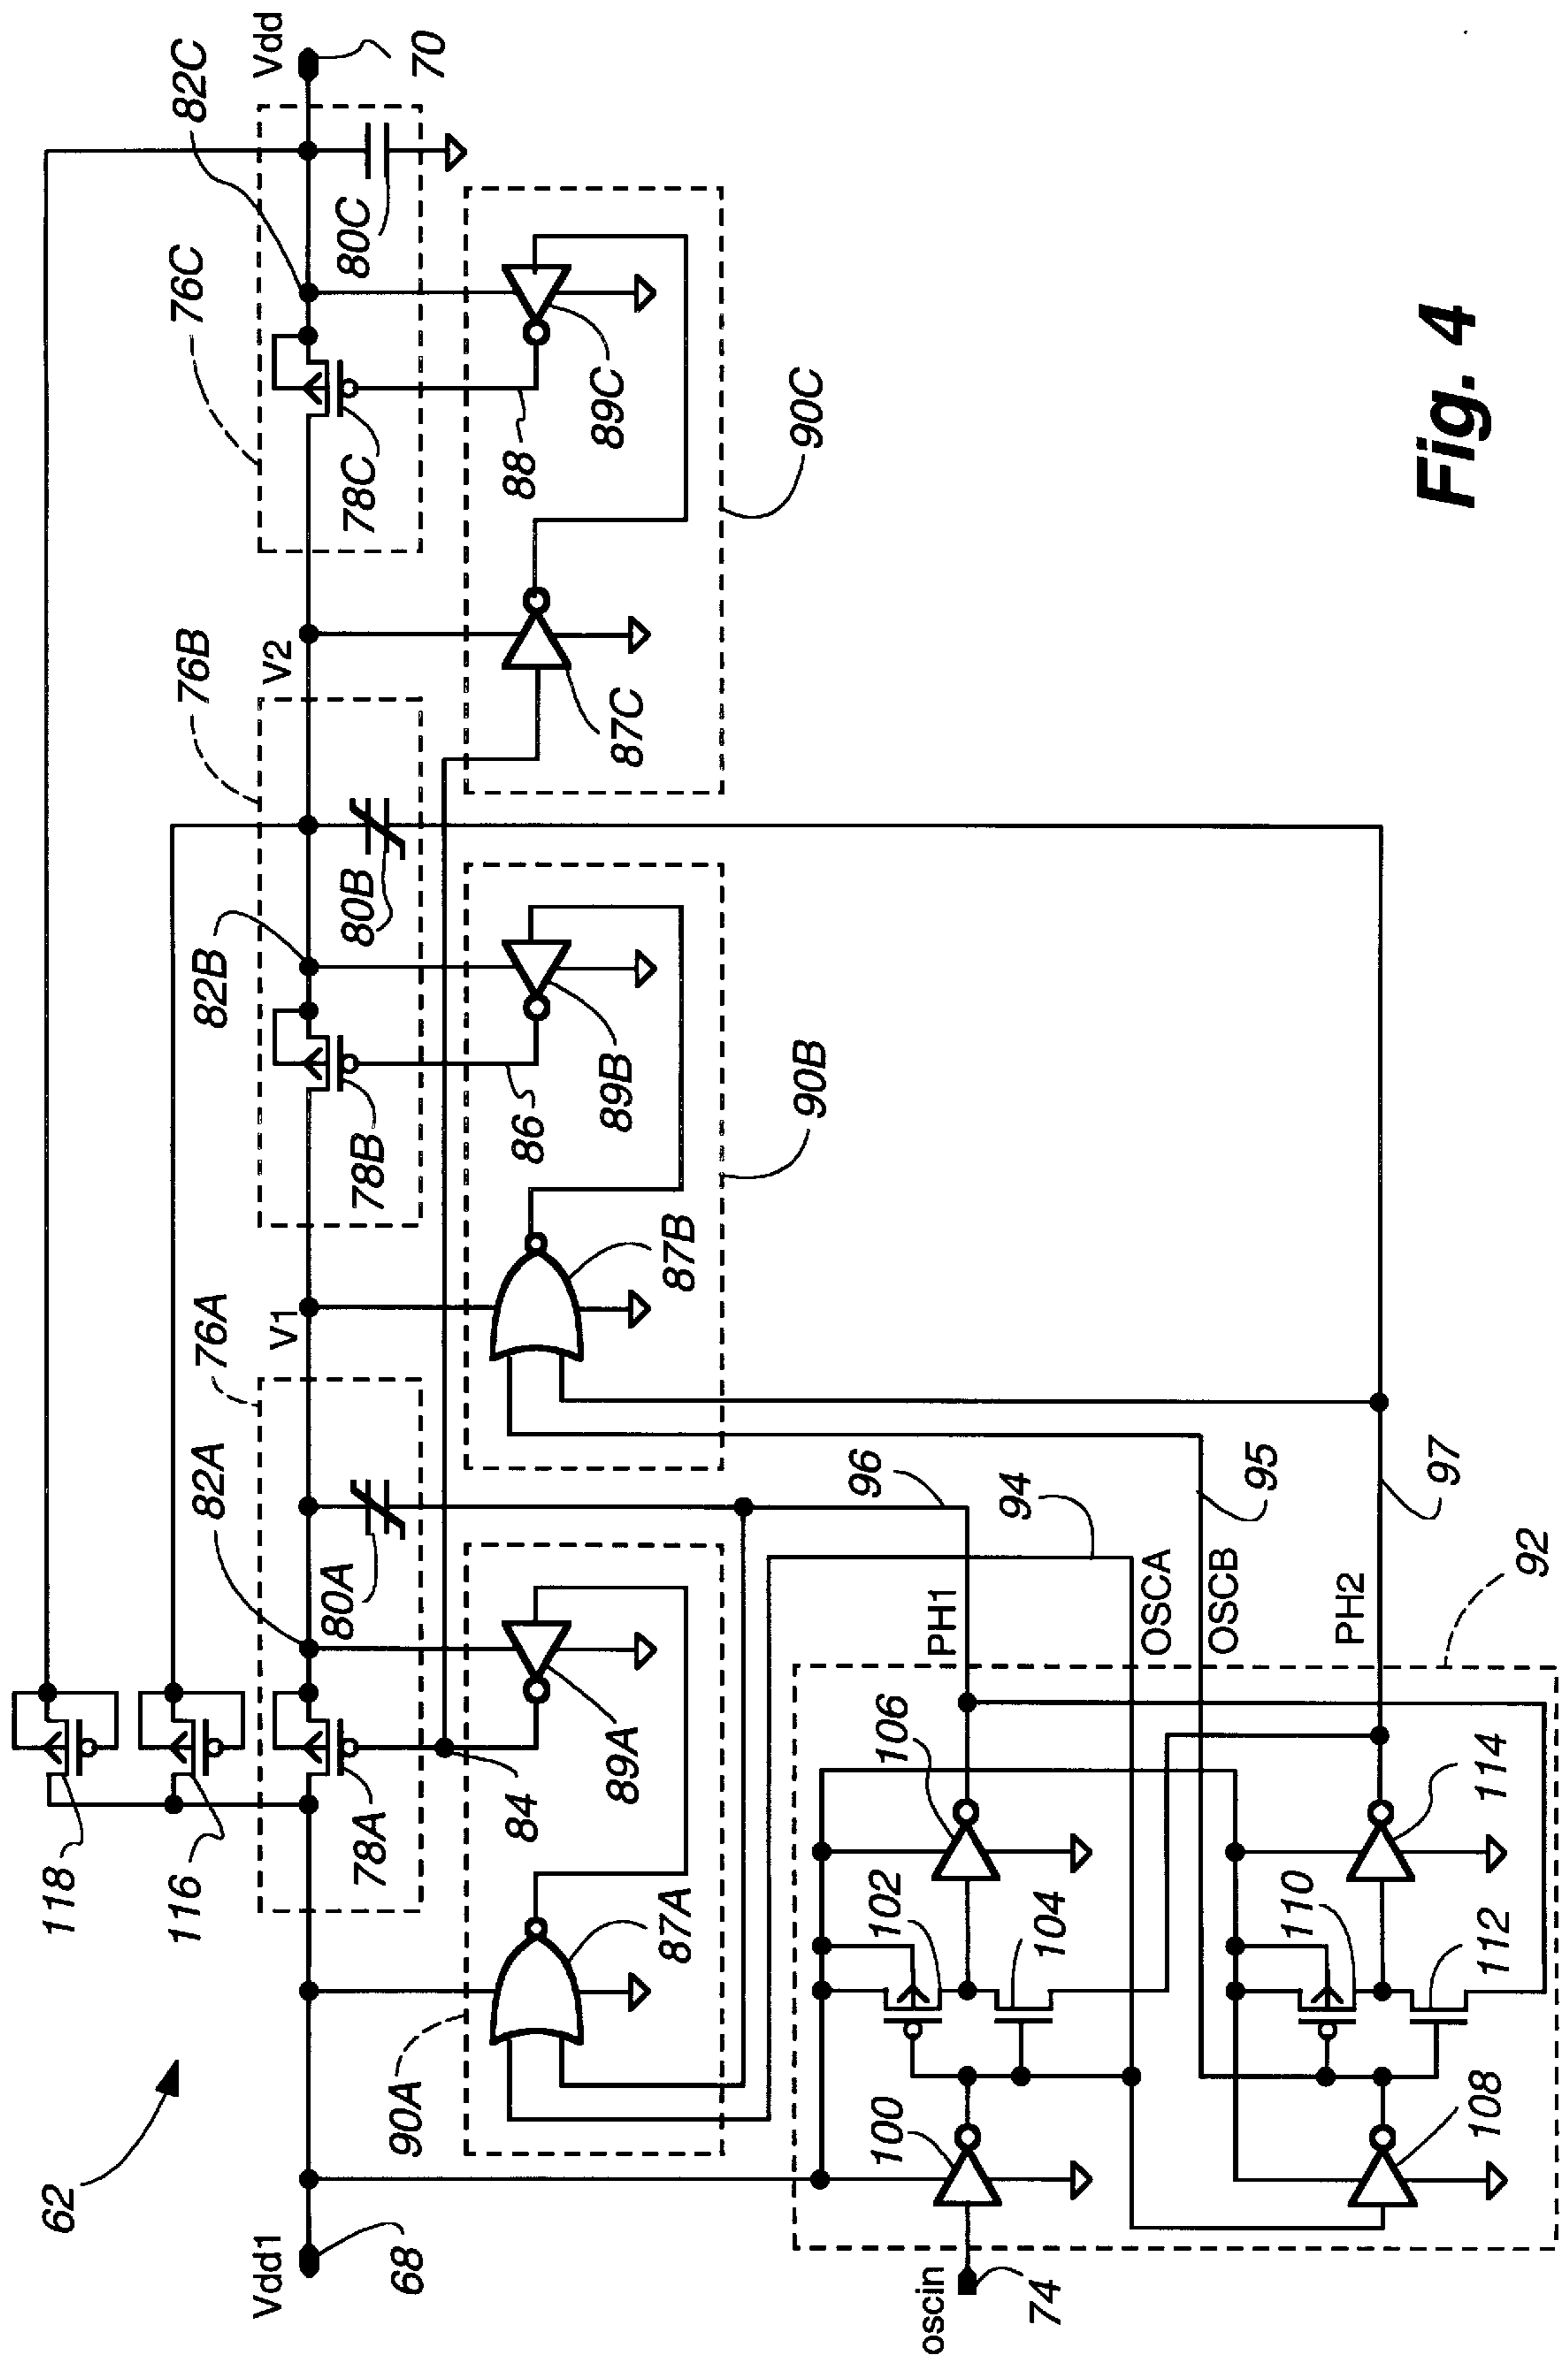 62
118
116
Vdd1
68
78A
82A
76A
80A
V1
78B
82B
76B
80B
V2
76C
78C
82C
80C
Vdd
70
90A
87A
84
89A
87B
86
89B
90B
87C
88
89C
90C
oscin
74
100
102
104
106
PH1
96
94
OSCA
OSCB
95
PH2
97
108
110
112
114
92
Fig. 4